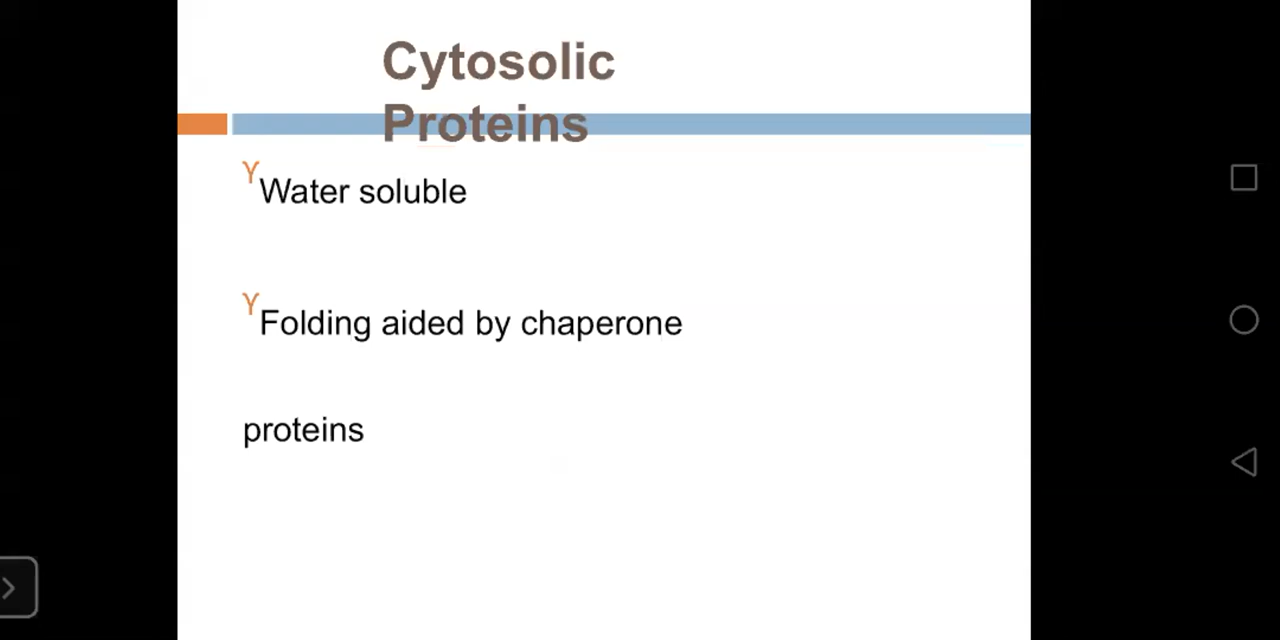 Cytosolic
Proteins
Y Water soluble
Y Folding aided by chaperone
proteins